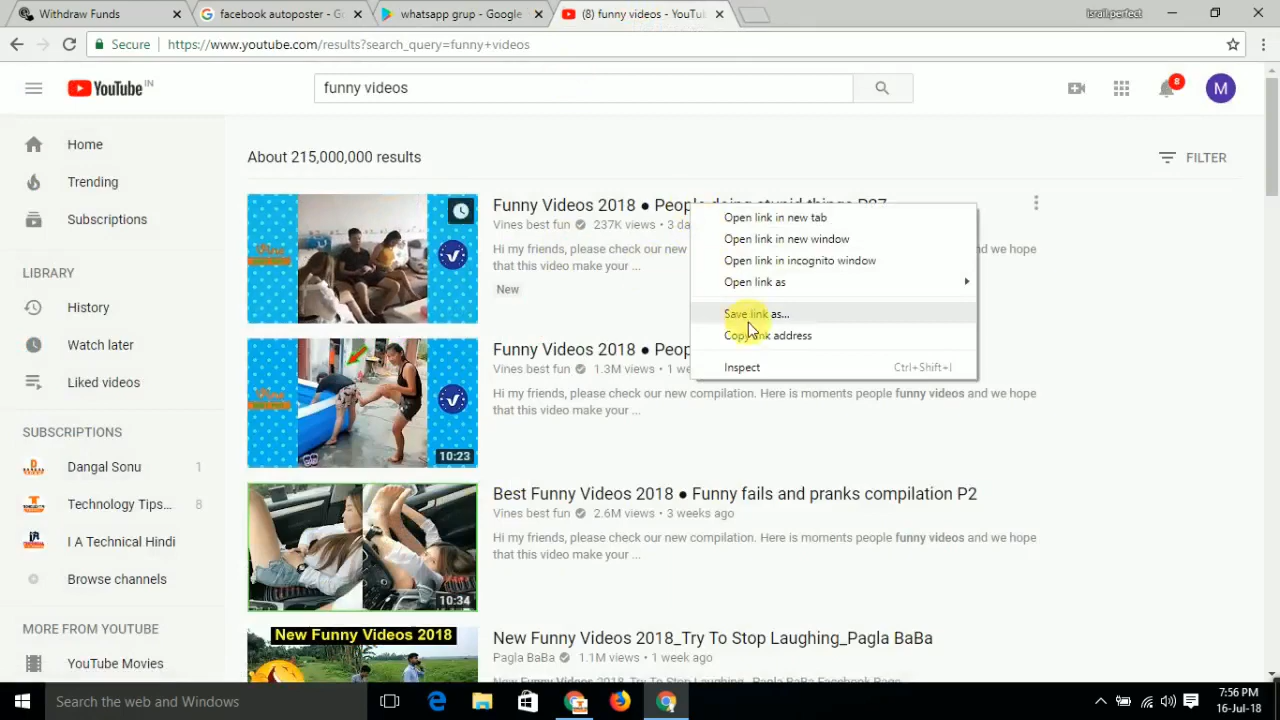 Withdraw Funds
facebook autoposter - G
whatsapp grup - Google
(8) funny videos - YouTu
Israil.perfect
Secure
https://www.youtube.com/results?search_query=funny+videos
YouTube IN
funny videos
8
M
Home
Trending
Subscriptions
LIBRARY
History
Watch later
Liked videos
SUBSCRIPTIONS
Dangal Sonu 1
Technology Tips... 8
I A Technical Hindi
Browse channels
MORE FROM YOUTUBE
YouTube Movies
About 215,000,000 results
FILTER
Funny Videos 2018 ● People doing stupid things P27
Vines best fun • 237K views • 3 da
Hi my friends, please check our new
and we hope
that this video make your ...
New
Open link in new tab
Open link in new window
Open link in incognito window
Open link as
Save link as...
Copy link address
Inspect Ctrl+Shift+I
Funny Videos 2018 ● Peop
Vines best fun 1.3M views • 1 we
Hi my friends, please check our new compilation. Here is moments people funny videos and we hope
that this video make your ...
10:23
Best Funny Videos 2018 ● Funny fails and pranks compilation P2
Vines best fun 2.6M views • 3 weeks ago
Hi my friends, please check our new compilation. Here is moments people funny videos and we hope
that this video make your ...
10:34
New Funny Videos 2018
New Funny Videos 2018_Try To Stop Laughing_Pagla BaBa
Pagla BaBa 1.1M views • 1 week ago
Search the web and Windows
7:56 PM
16-Jul-18